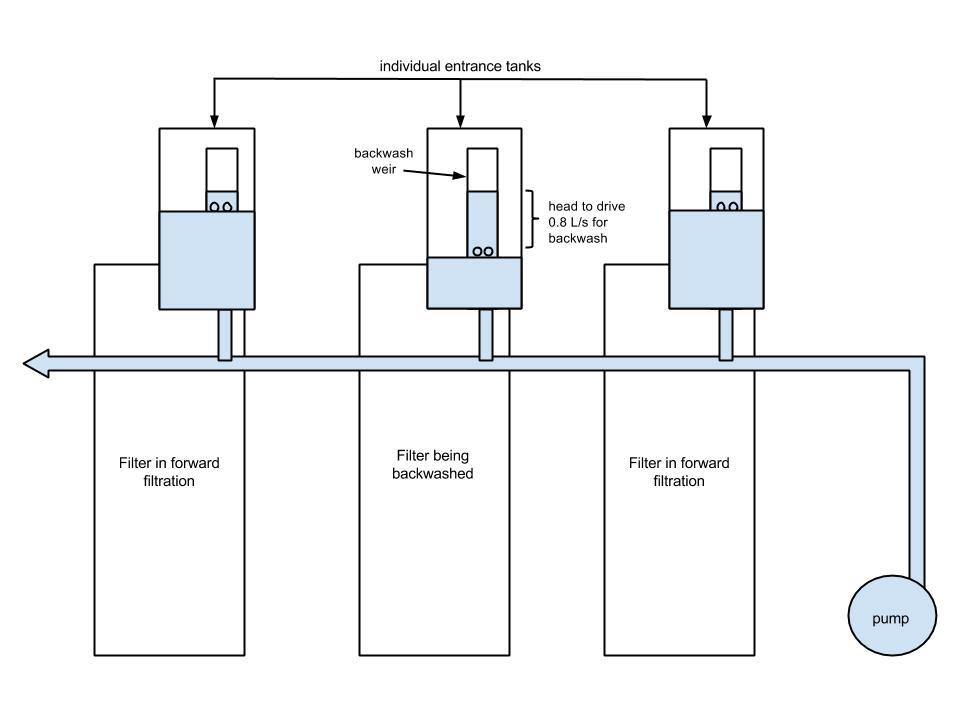 individual entrance tanks
backwash
weir
head to drive
0.8 L/s for
backwash
Filter in forward
filtration
Filter being
backwashed
Filter in forward
filtration
pump